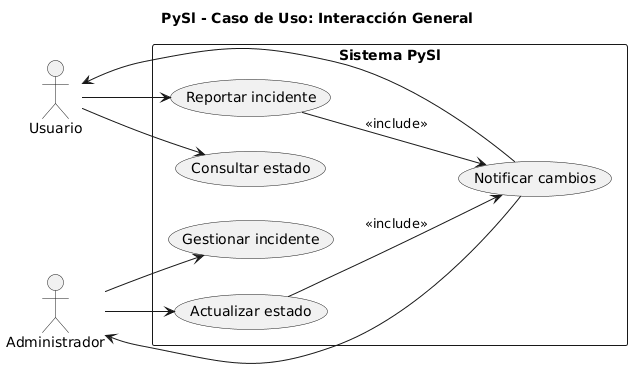 PySI - Caso de Uso: Interacción General
Sistema PySI
Usuario
Reportar incidente
«include»
Consultar estado
Notificar cambios
Gestionar incidente
«include»
Administrador
Actualizar estado